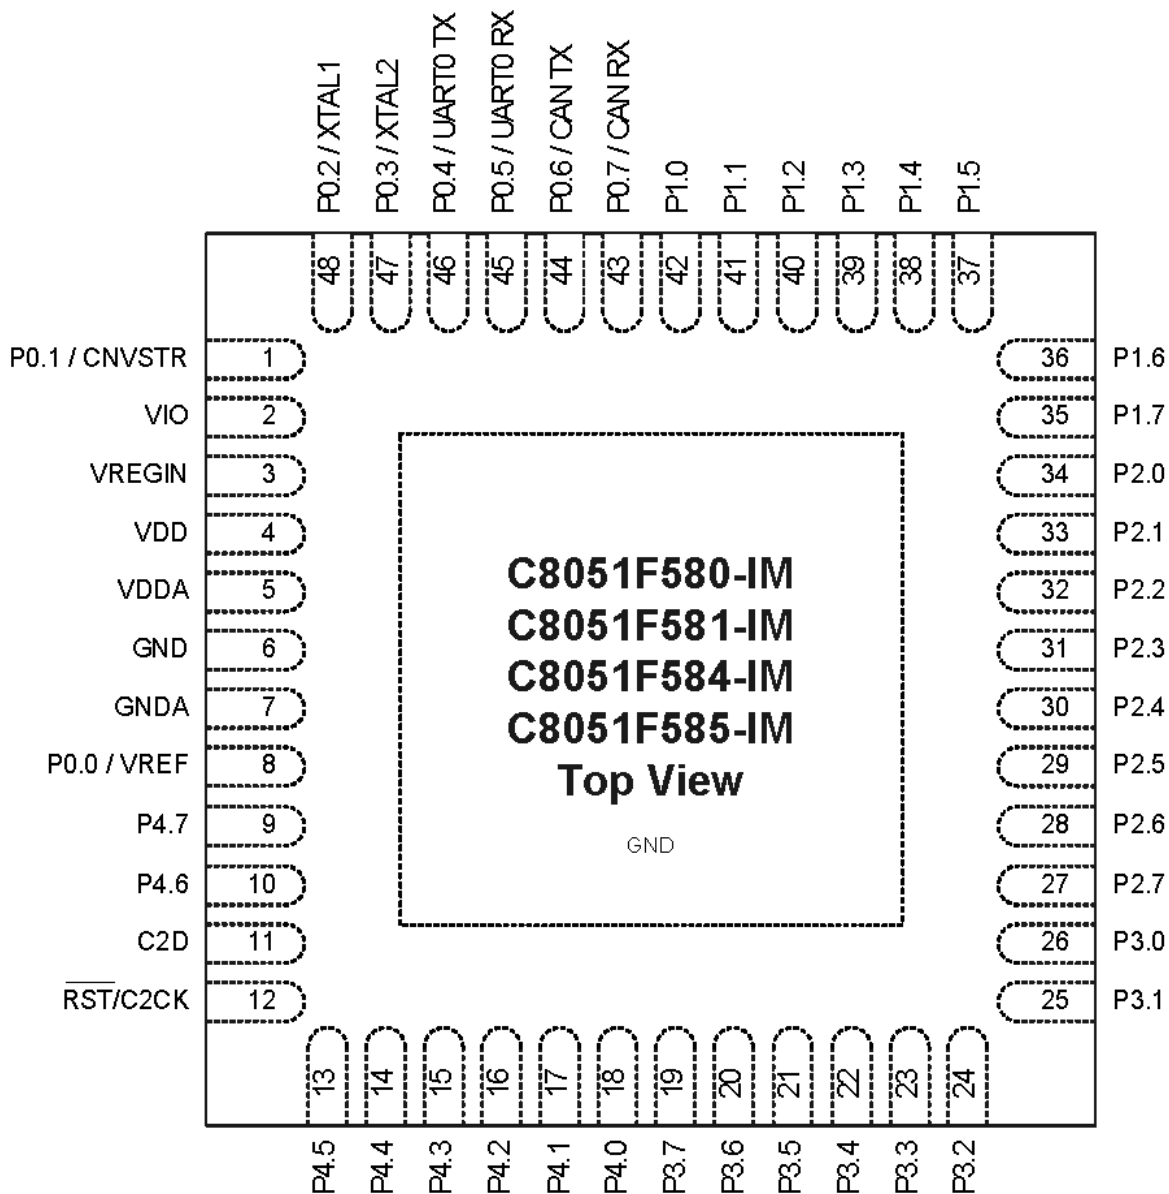 P0.2 / XTAL1
P0.3 / XTAL2
P0.4 / UART0 TX
P0.5 / UART0 RX
P0.6 / CAN TX
P0.7 / CAN RX
P1.0
P1.1
P1.2
P1.3
P1.4
P1.5
48
47
46
45
44
43
42
41
40
39
38
37
P0.1 / CNVSTR 1
36 P1.6
VIO 2
35 P1.7
VREGIN 3
34 P2.0
VDD 4
33 P2.1
VDDA 5
32 P2.2
GND 6
31 P2.3
GNDA 7
30 P2.4
P0.0 / VREF 8
29 P2.5
P4.7 9
28 P2.6
P4.6 10
27 P2.7
C2D 11
26 P3.0
RST/C2CK 12
25 P3.1
C8051F580-IM
C8051F581-IM
C8051F584-IM
C8051F585-IM
Top View
GND
13
14
15
16
17
18
19
20
21
22
23
24
P4.5
P4.4
P4.3
P4.2
P4.1
P4.0
P3.7
P3.6
P3.5
P3.4
P3.3
P3.2